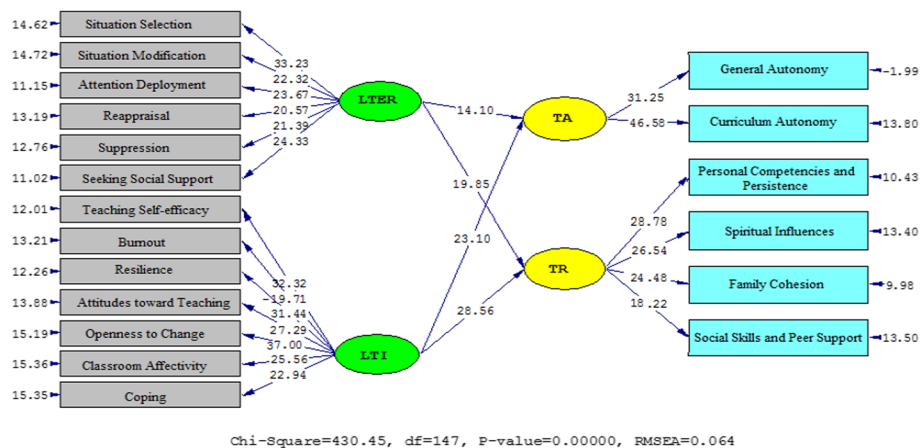 14.62 Situation Selection
14.72 Situation Modification
11.15 Attention Deployment
13.19 Reappraisal
12.76 Suppression
11.02 Seeking Social Support
12.01 Teaching Self-efficacy
13.21 Burnout
12.26 Resilience
13.88 Attitudes toward Teaching
15.19 Openness to Change
15.36 Classroom Affectivity
15.35 Coping
33.23
22.32
23.67
20.57
21.39
24.33
32.32
-19.71
31.44
27.29
37.00
25.56
22.94
LTER
LTI
14.10
19.85
23.10
28.56
TA
TR
31.25
46.58
28.78
26.54
24.48
18.22
General Autonomy -1.99
Curriculum Autonomy 13.80
Personal Competencies and
Persistence 10.43
Spiritual Influences 13.40
Family Cohesion 9.98
Social Skills and Peer Support 13.50
Chi-Square=430.45, df=147, P-value=0.00000, RMSEA=0.064